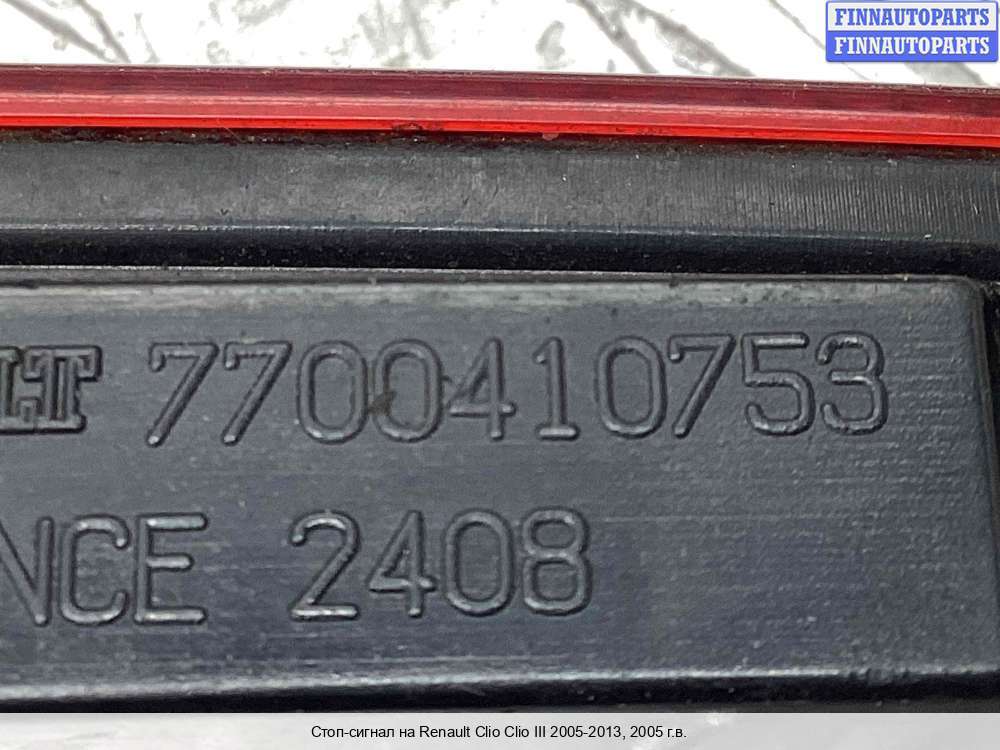 FINNAUTOPARTS
FINNAUTOPARTS
LT 7700410753
NCE 2408
Стоп-сигнал на Renault Clio Clio III 2005-2013, 2005 г.в.